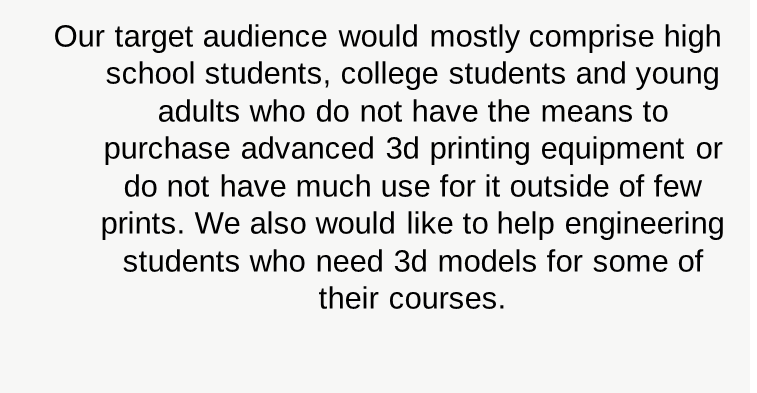 Our target audience would mostly comprise high
school students, college students and young
adults who do not have the means to
purchase advanced 3d printing equipment or
do not have much use for it outside of few
prints. We also would like to help engineering
students who need 3d models for some of
their courses.